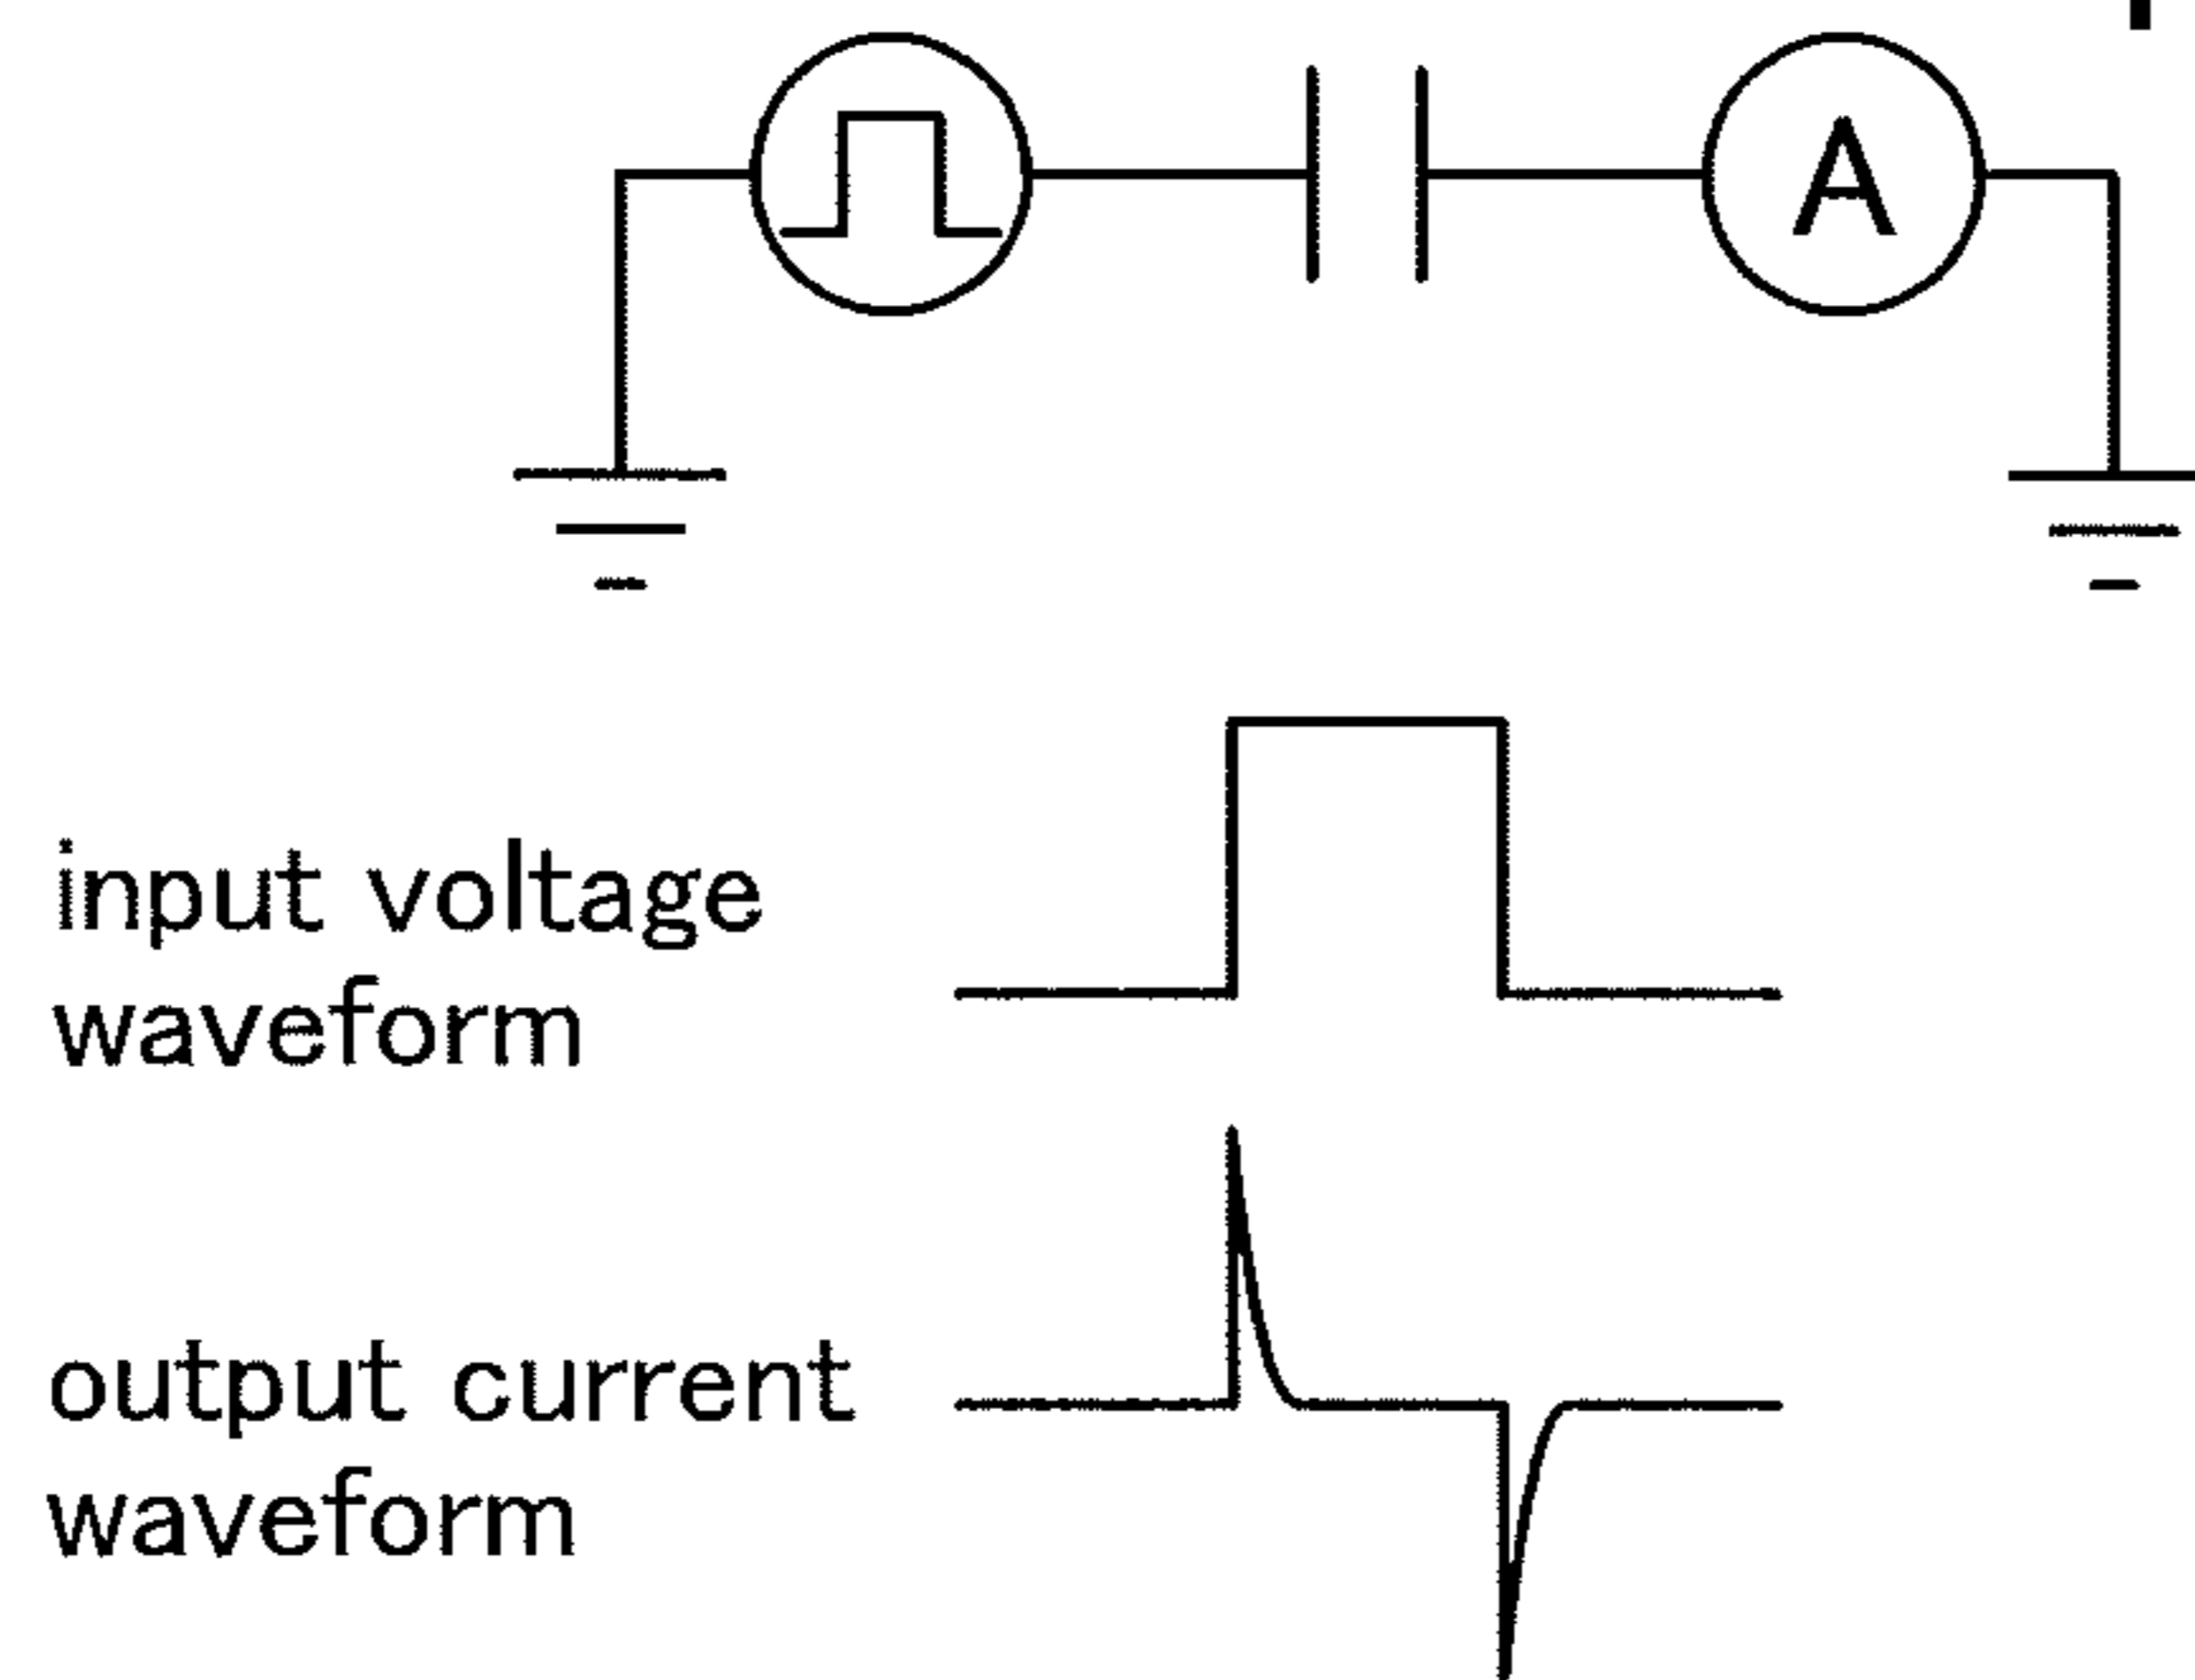 A
input voltage
waveform
output current
waveform